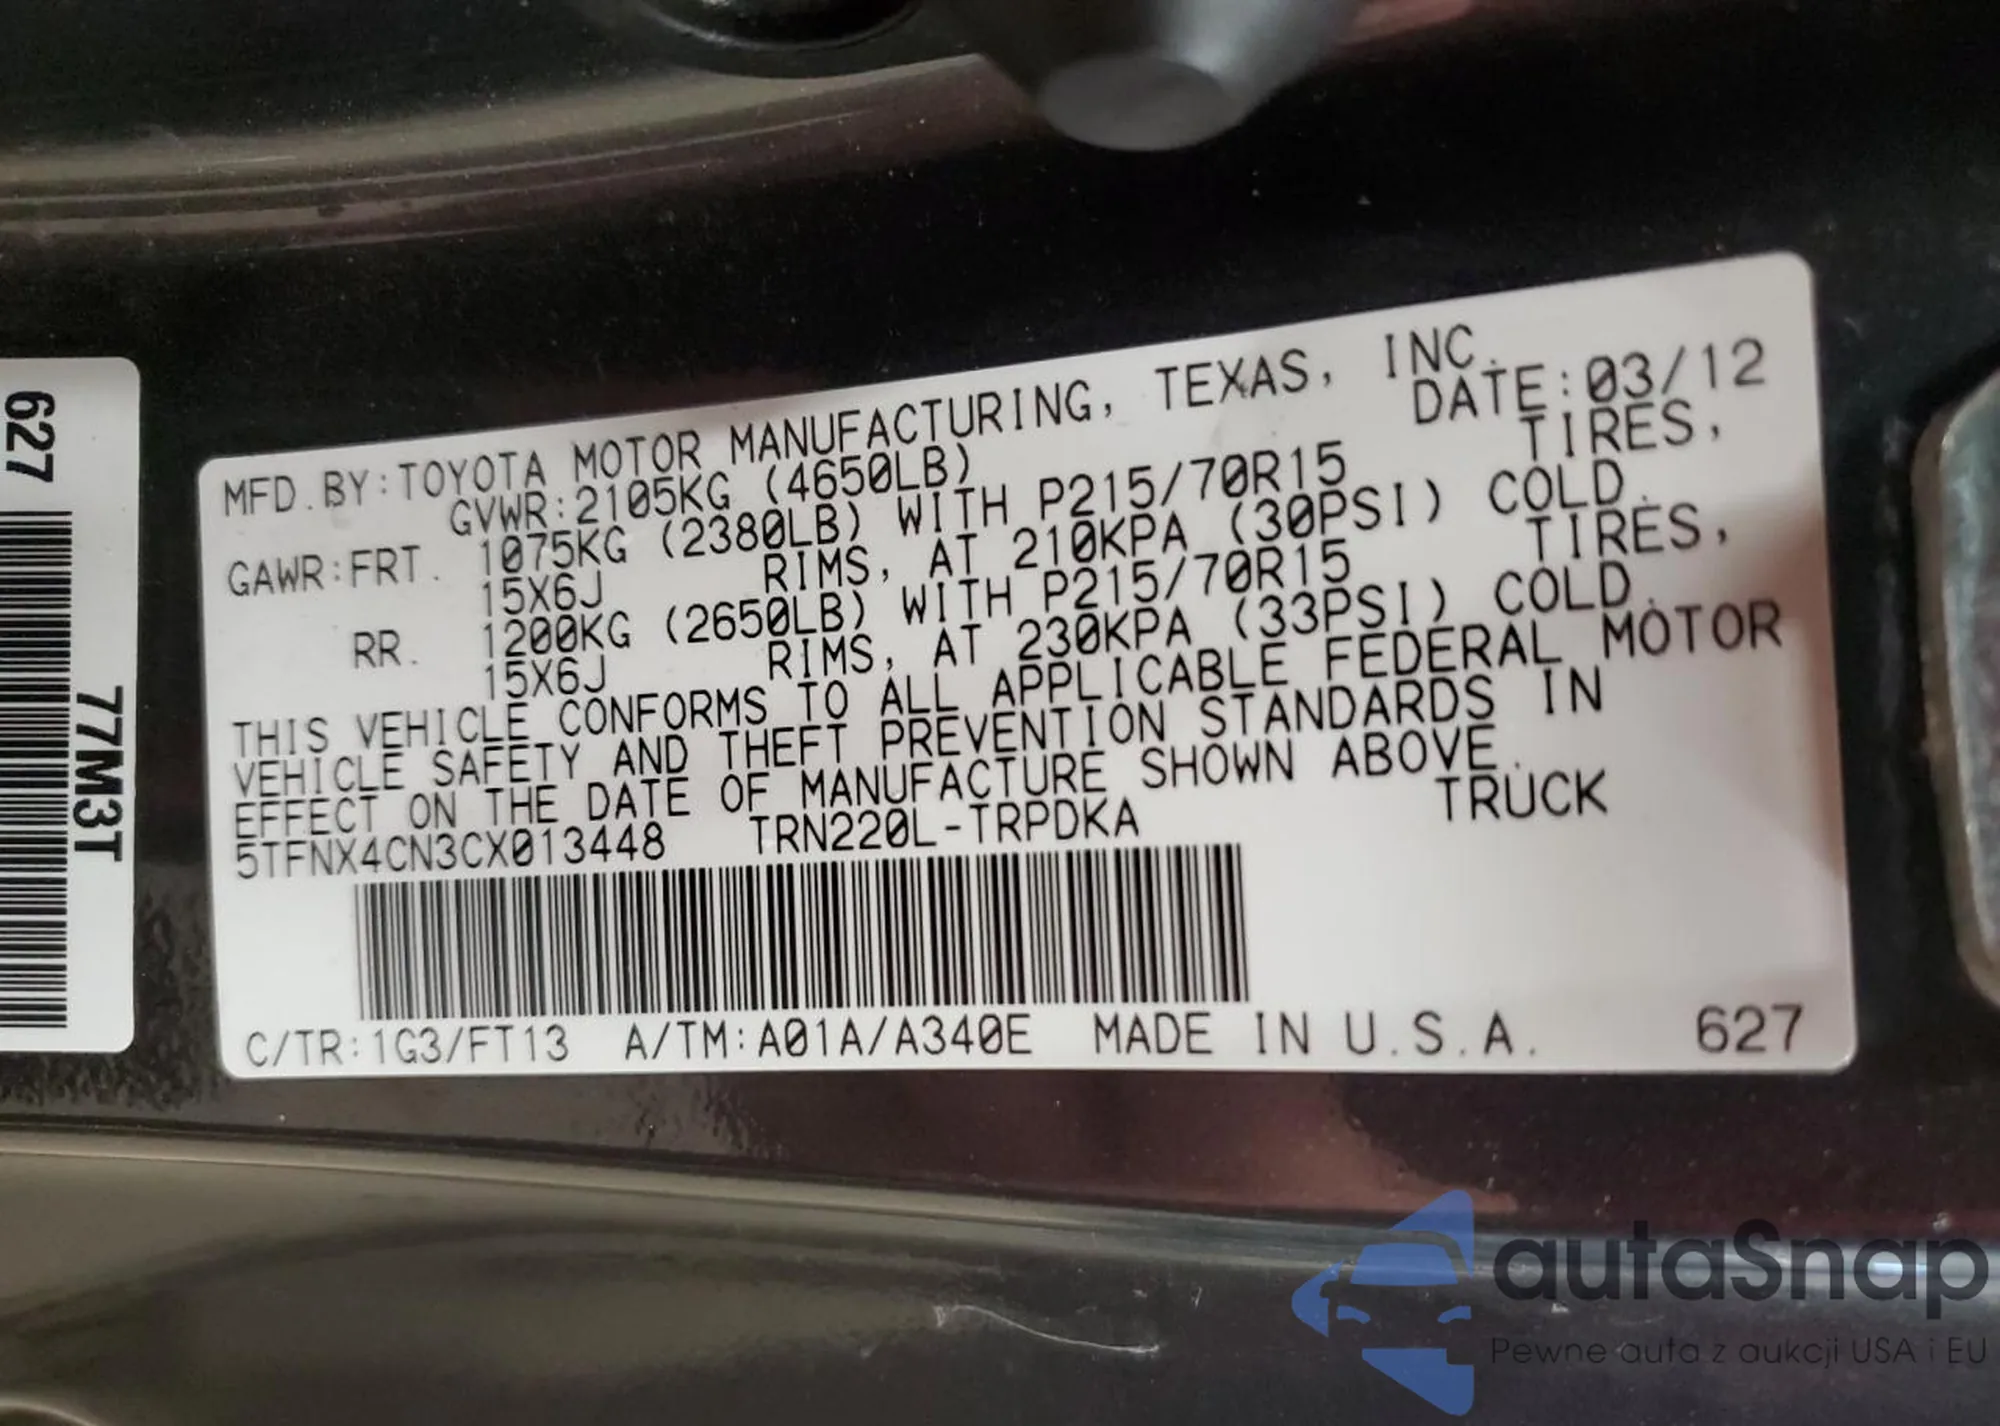 627
77M3T
MFD.BY:TOYOTA MOTOR MANUFACTURING, TEXAS, INC.
GVWR:2105KG (4650LB) DATE:03/12
GAWR:FRT. 1075KG (2380LB) WITH P215/70R15 TIRES,
15X6J RIMS, AT 210KPA (30PSI) COLD.
RR. 1200KG (2650LB) WITH P215/70R15 TIRES,
15X6J RIMS, AT 230KPA (33PSI) COLD.
THIS VEHICLE CONFORMS TO ALL APPLICABLE FEDERAL MOTOR
VEHICLE SAFETY AND THEFT PREVENTION STANDARDS IN
EFFECT ON THE DATE OF MANUFACTURE SHOWN ABOVE.
5TFNX4CN3CX013448 TRN220L-TRPDKA TRUCK
C/TR:1G3/FT13 A/TM:A01A/A340E MADE IN U.S.A. 627
autaSnap
Pewne auta z aukcji USA i EU